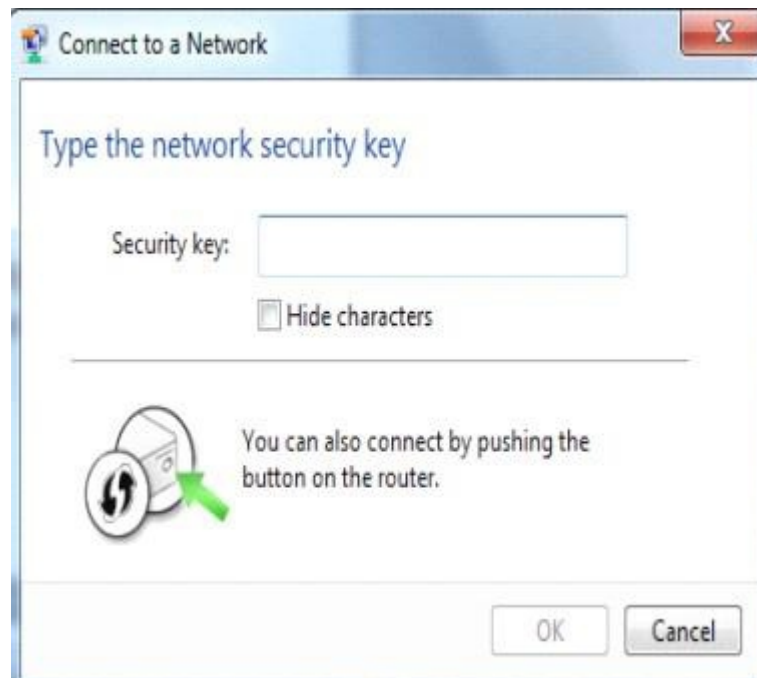 Connect to a Network
X
Type the network security key
Security key:
Hide characters
You can also connect by pushing the
button on the router.
OK
Cancel